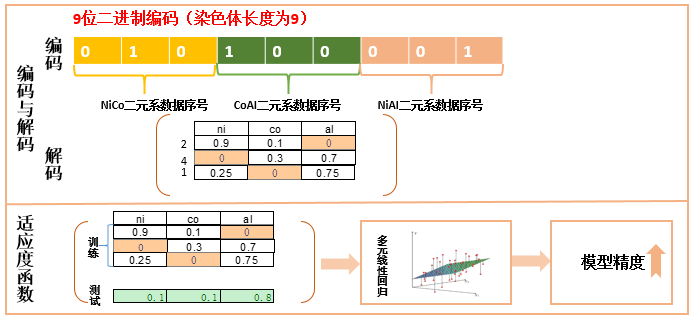 9位二进制编码（染色体长度为9）
编码与解码
编码
0 1 0 1 0 0 0 0 1
NiCo二元系数据序号 CoAl二元系数据序号 NiAl二元系数据序号
解码
ni co al
2 0.9 0.1 0
4 0 0.3 0.7
1 0.25 0 0.75
适应度函数
训练
ni co al
0.9 0.1 0
0 0.3 0.7
0.25 0 0.75
测试 0.1 0.1 0.8
多元线性回归
模型精度